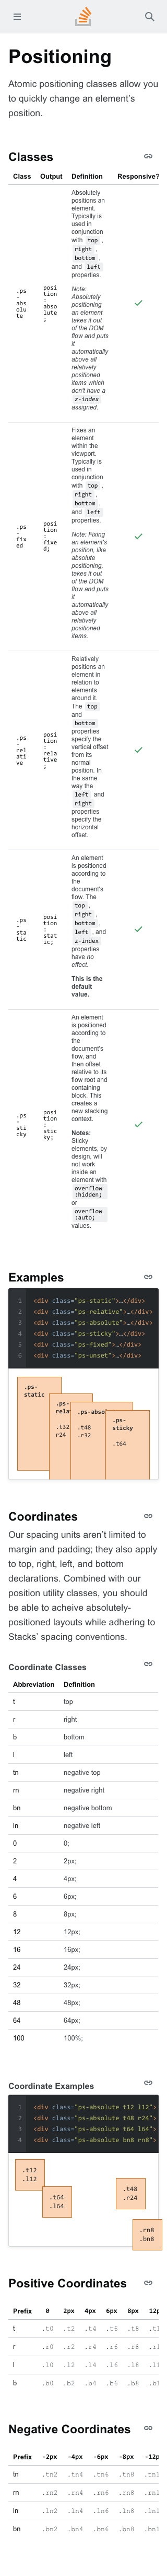 Positioning
Atomic positioning classes allow you
to quickly change an element's
position.
Classes
Class Output Definition Responsive?
.ps-absolute position: absolute; Absolutely
positions an
element.
Typically is
used in
conjunction
with top ,
right ,
bottom ,
and left
properties.
Note:
Absolutely
positioning
an element
takes it out
of the DOM
flow and puts
it
automatically
above all
relatively
positioned
items which
don't have a
z-index
assigned.
.ps-fixed position: fixed; Fixes an
element
within the
viewport.
Typically is
used in
conjunction
with top ,
right ,
bottom ,
and left
properties.
Note: Fixing
an element's
position, like
absolute
positioning,
takes it out
of the DOM
flow and puts
it
automatically
above all
relatively
positioned
items.
.ps-relative position: relative; Relatively
positions an
element in
relation to
elements
around it.
The top
and
bottom
properties
specify the
vertical offset
from its
normal
position. In
the same
way the
left and
right
properties
specify the
horizontal
offset.
.ps-static position: static; An element
is positioned
according to
the
document's
flow. The
top ,
right ,
bottom ,
left , and
z-index
properties
have no
effect.
This is the
default
value.
.ps-sticky position: sticky; An element
is positioned
according to
the
document's
flow, and
then offset
relative to its
flow root and
containing
block. This
creates a
new stacking
context.
Notes:
Sticky
elements, by
design, will
not work
inside an
element with
overflow
:hidden;
or
overflow
:auto;
values.
Examples
1 <div class="ps-static">…</div>
2 <div class="ps-relative">…</div>
3 <div class="ps-absolute">…</div>
4 <div class="ps-sticky">…</div>
5 <div class="ps-fixed">…</div>
6 <div class="ps-unset">…</div>
.ps-
static
.ps-
relat
.t32
r24
.ps-absol
.t48
.r32
.ps-
sticky
.t64
Coordinates
Our spacing units aren't limited to
margin and padding; they also apply
to top, right, left, and bottom
declarations. Combined with our
position utility classes, you should
be able to acheive absolutely-
positioned layouts while adhering to
Stacks' spacing conventions.
Coordinate Classes
Abbreviation Definition
t top
r right
b bottom
l left
tn negative top
rn negative right
bn negative bottom
ln negative left
0 0;
2 2px;
4 4px;
6 6px;
8 8px;
12 12px;
16 16px;
24 24px;
32 32px;
48 48px;
64 64px;
100 100%;
Coordinate Examples
1 <div class="ps-absolute t12 l12">
2 <div class="ps-absolute t48 r24">
3 <div class="ps-absolute t64 l64">
4 <div class="ps-absolute bn8 rn8">
.t12
.l12
.t64
.l64
.t48
.r24
.rn8
.bn8
Positive Coordinates
Prefix 0 2px 4px 6px 8px 12p
t .t0 .t2 .t4 .t6 .t8 .t1
r .r0 .r2 .r4 .r6 .r8 .r1
l .l0 .l2 .l4 .l6 .l8 .l1
b .b0 .b2 .b4 .b6 .b8 .b1
Negative Coordinates
Prefix -2px -4px -6px -8px -12p
tn .tn2 .tn4 .tn6 .tn8 .tn1
rn .rn2 .rn4 .rn6 .rn8 .rn1
ln .ln2 .ln4 .ln6 .ln8 .ln1
bn .bn2 .bn4 .bn6 .bn8 .bn1